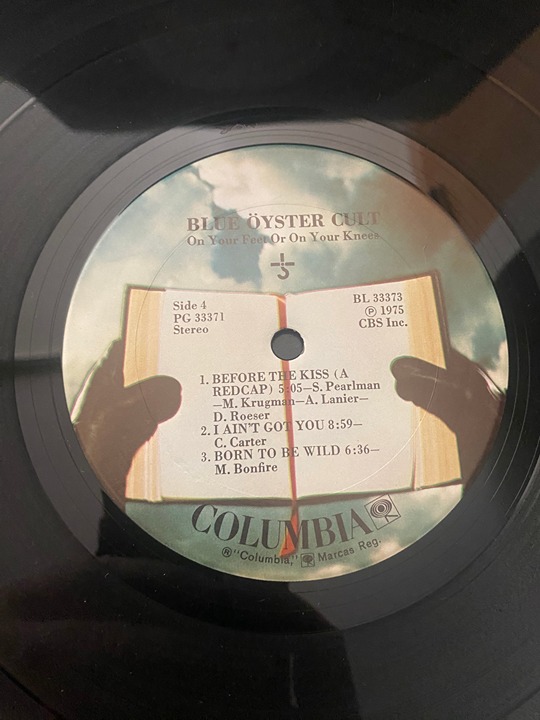 BLUE ÖYSTER CULT
On Your Feet Or On Your Knees
Side 4
PG 33371
Stereo
BL 33373
Ⓟ 1975
CBS Inc.
1. BEFORE THE KISS (A
REDCAP) 5:05—S. Pearlman
—M. Krugman—A. Lanier—
D. Roeser
2. I AIN'T GOT YOU 8:59—
C. Carter
3. BORN TO BE WILD 6:36—
M. Bonfire
COLUMBIA
®"Columbia," Marcas Reg.